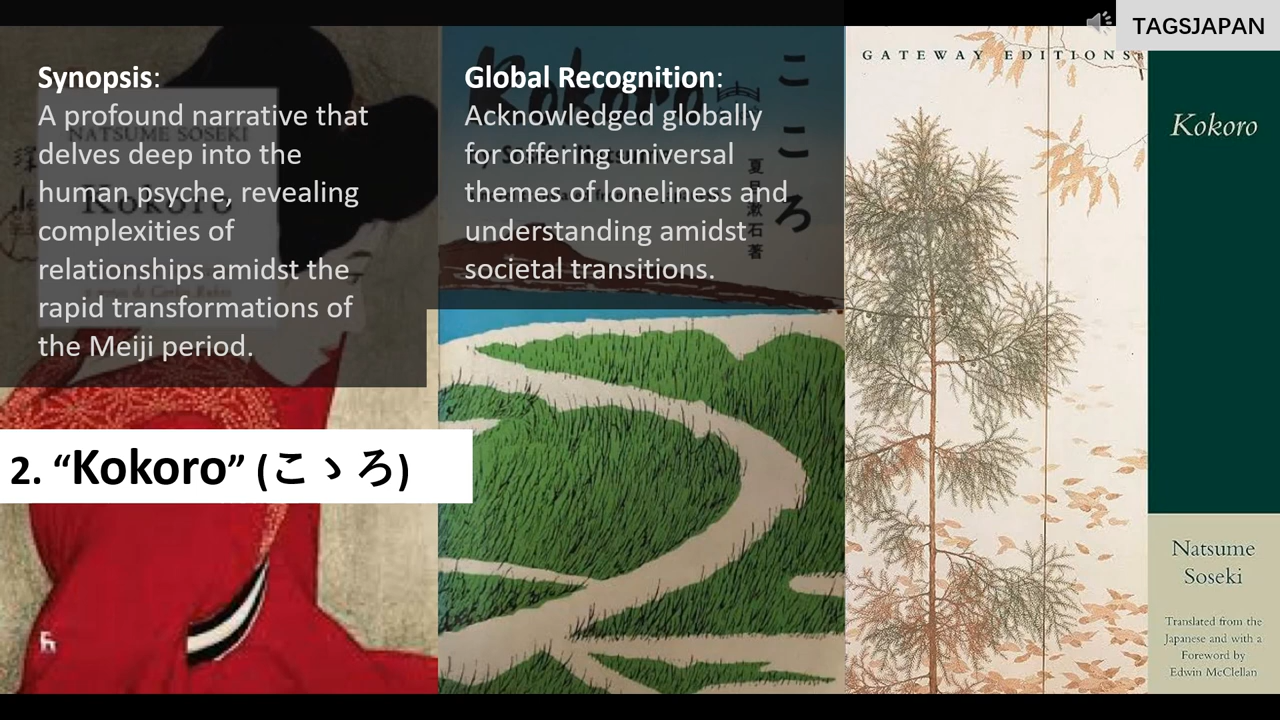 TAGSJAPAN
Synopsis:
A profound narrative that
delves deep into the
human psyche, revealing
complexities of
relationships amidst the
rapid transformations of
the Meiji period.
NATSUME SOSEKI
Kokoro
Global Recognition:
Acknowledged globally
for offering universal
themes of loneliness and
understanding amidst
societal transitions.
Kokoro
こころ
夏目漱石著
2. “Kokoro” (こゝろ)
GATEWAY EDITIONS
Kokoro
Natsume
Soseki
Translated from the
Japanese and with a
Foreword by
Edwin McClellan